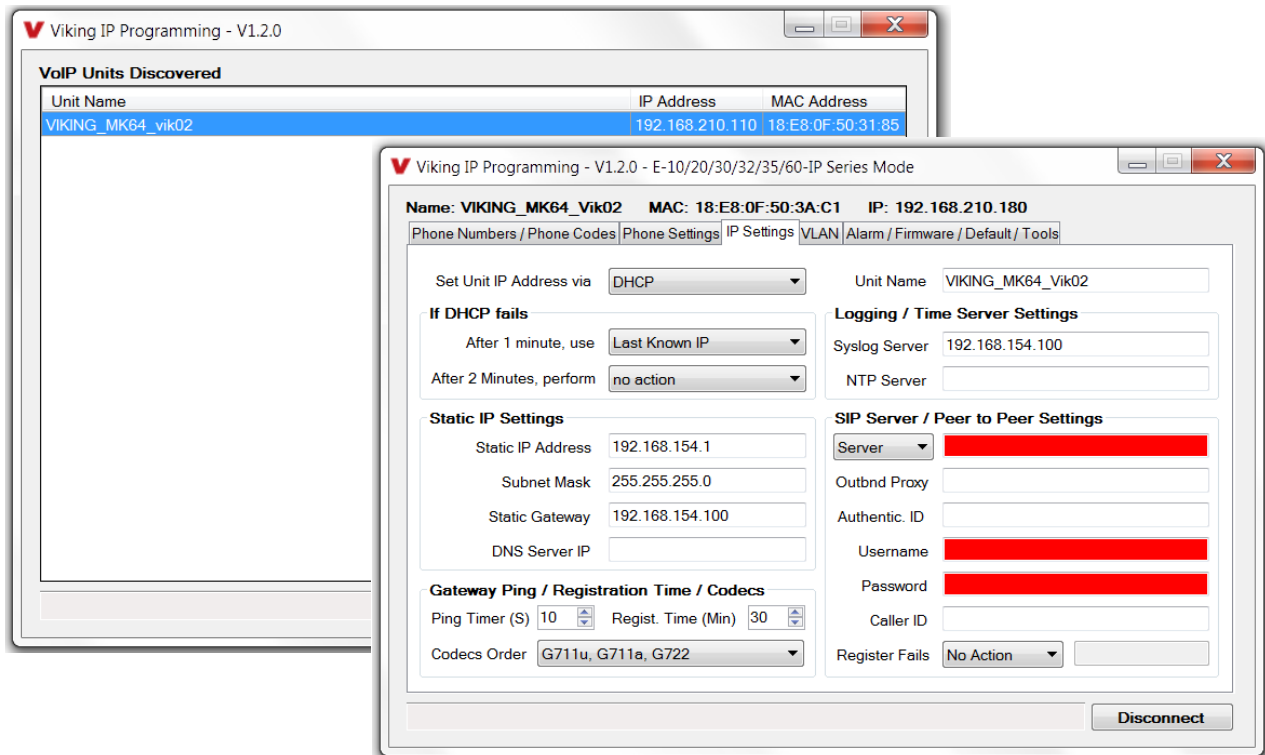 Viking IP Programming - V1.2.0
VoIP Units Discovered
Unit Name IP Address MAC Address
VIKING_MK64_vik02 192.168.210.110 18:E8:0F:50:31:85
Viking IP Programming - V1.2.0 - E-10/20/30/32/35/60-IP Series Mode
Name: VIKING_MK64_Vik02 MAC: 18:E8:0F:50:3A:C1 IP: 192.168.210.180
Phone Numbers / Phone Codes Phone Settings IP Settings VLAN Alarm / Firmware / Default / Tools
Set Unit IP Address via DHCP
If DHCP fails
After 1 minute, use Last Known IP
After 2 Minutes, perform no action
Static IP Settings
Static IP Address 192.168.154.1
Subnet Mask 255.255.255.0
Static Gateway 192.168.154.100
DNS Server IP
Gateway Ping / Registration Time / Codecs
Ping Timer (S) 10 Regist. Time (Min) 30
Codecs Order G711u, G711a, G722
Unit Name VIKING_MK64_Vik02
Logging / Time Server Settings
Syslog Server 192.168.154.100
NTP Server
SIP Server / Peer to Peer Settings
Server
Outbnd Proxy
Authentic. ID
Username
Password
Caller ID
Register Fails No Action
Disconnect